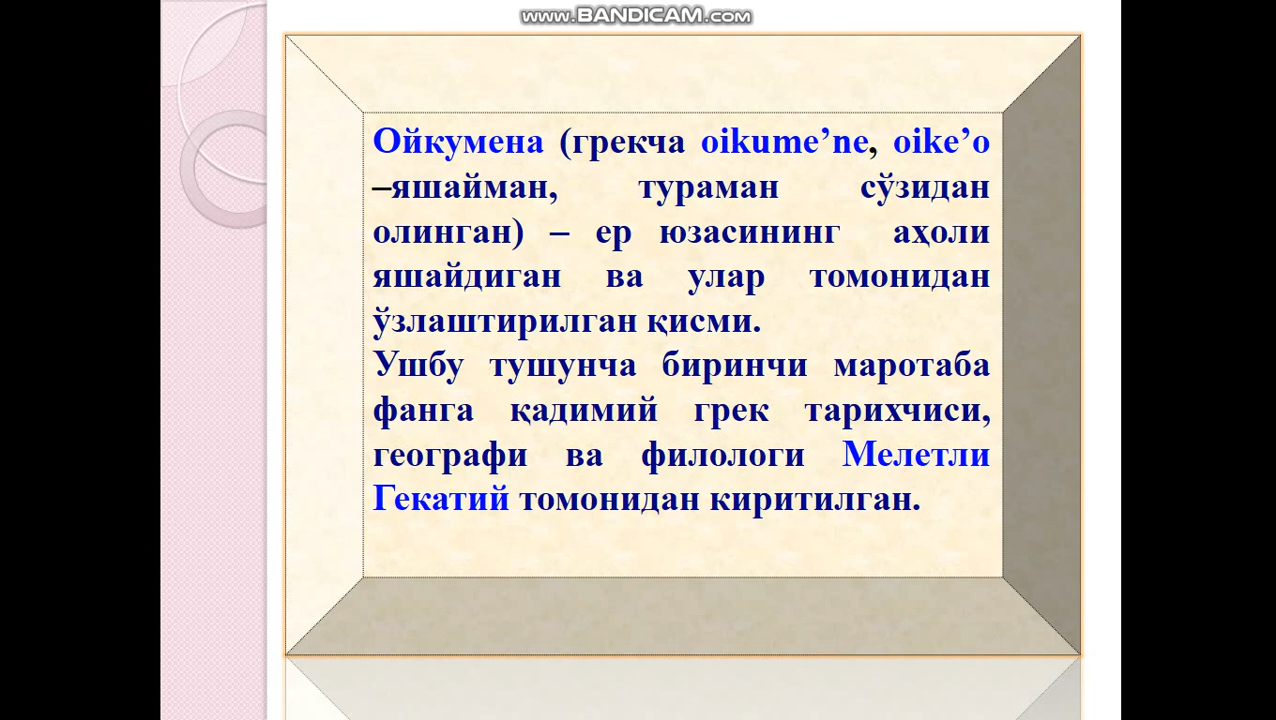 www.BANDICAM.com
Ойкумена (грекча oikume’ne, oike’o
–яшайман, тураман сўзидан
олинган) – ер юзасининг аҳоли
яшайдиган ва улар томонидан
ўзлаштирилган қисми.
Ушбу тушунча биринчи маротаба
фанга қадимий грек тарихчиси,
географи ва филологи Мелетли
Гекатий томонидан киритилган.